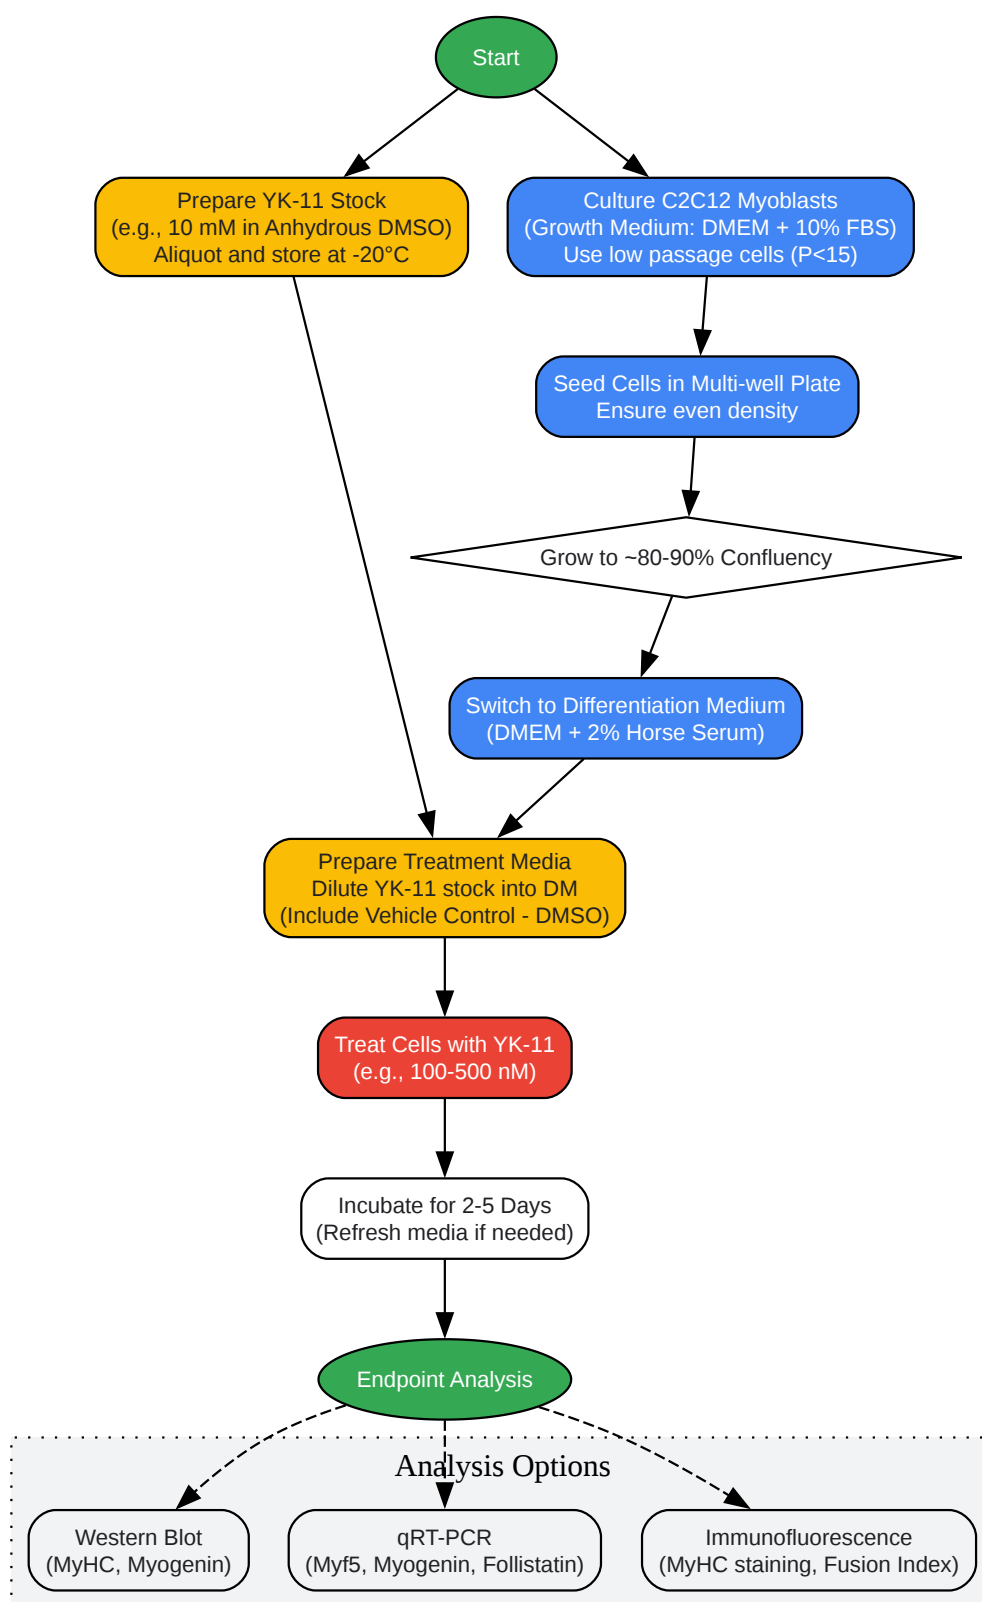 Start
Prepare YK-11 Stock
(e.g., 10 mM in Anhydrous DMSO)
Aliquot and store at -20°C
Culture C2C12 Myoblasts
(Growth Medium: DMEM + 10% FBS)
Use low passage cells (P<15)
Seed Cells in Multi-well Plate
Ensure even density
Grow to ~80-90% Confluency
Switch to Differentiation Medium
(DMEM + 2% Horse Serum)
Prepare Treatment Media
Dilute YK-11 stock into DM
(Include Vehicle Control - DMSO)
Treat Cells with YK-11
(e.g., 100-500 nM)
Incubate for 2-5 Days
(Refresh media if needed)
Endpoint Analysis
Analysis Options
Western Blot
(MyHC, Myogenin)
qRT-PCR
(Myf5, Myogenin, Follistatin)
Immunofluorescence
(MyHC staining, Fusion Index)